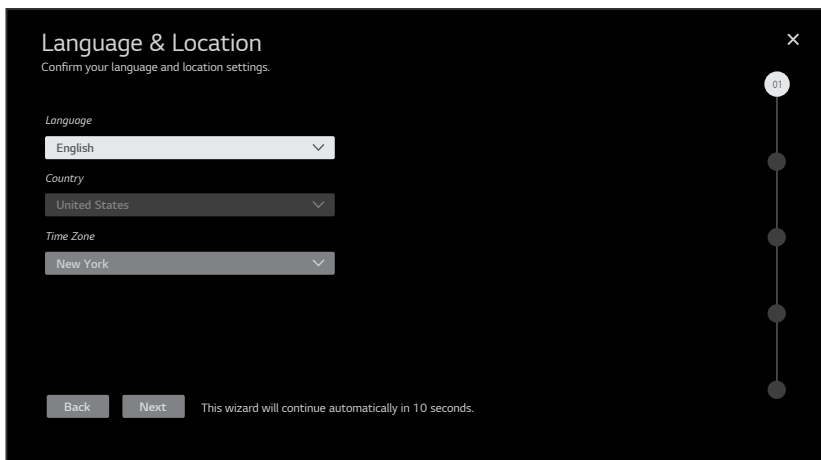 Language & Location
Confirm your language and location settings.
01
Language
English
Country
United States
Time Zone
New York
Back
Next
This wizard will continue automatically in 10 seconds.